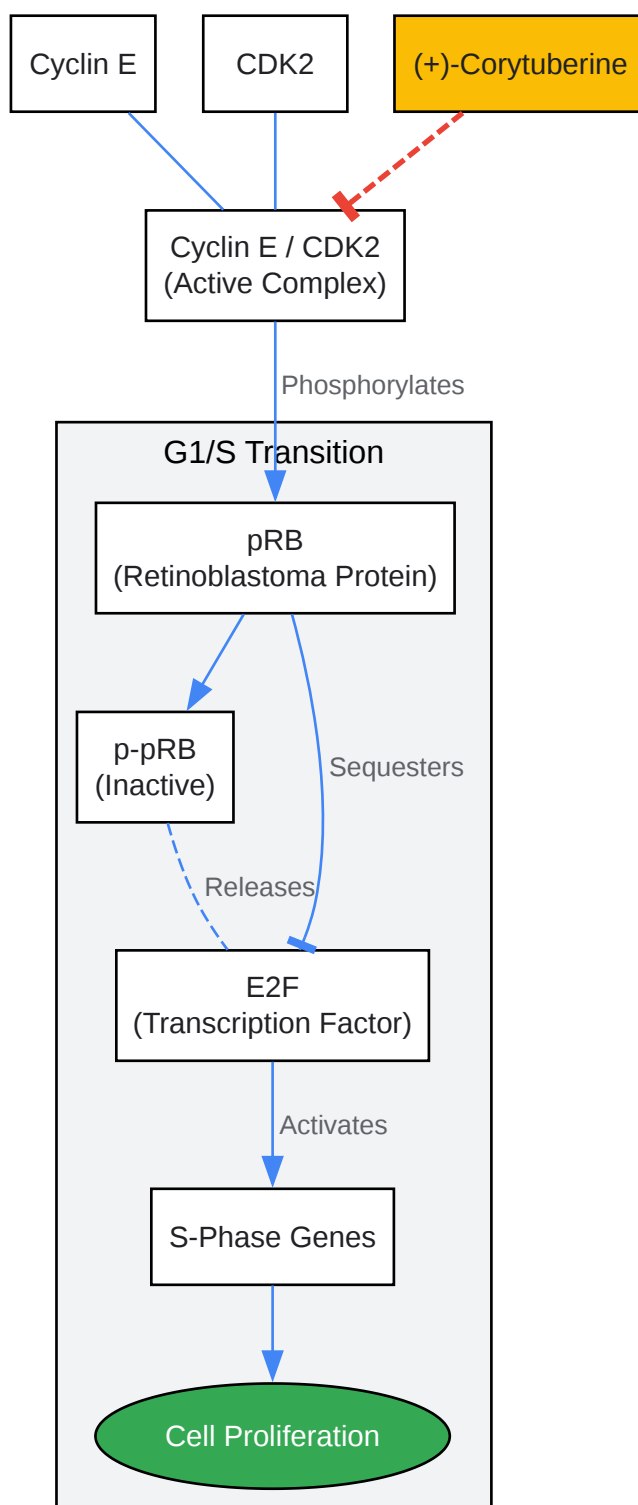 Cyclin E
CDK2
(+)-Corytuberine
Cyclin E / CDK2
(Active Complex)
Phosphorylates
G1/S Transition
pRB
(Retinoblastoma Protein)
p-pRB
(Inactive)
Sequesters
Releases
E2F
(Transcription Factor)
Activates
S-Phase Genes
Cell Proliferation